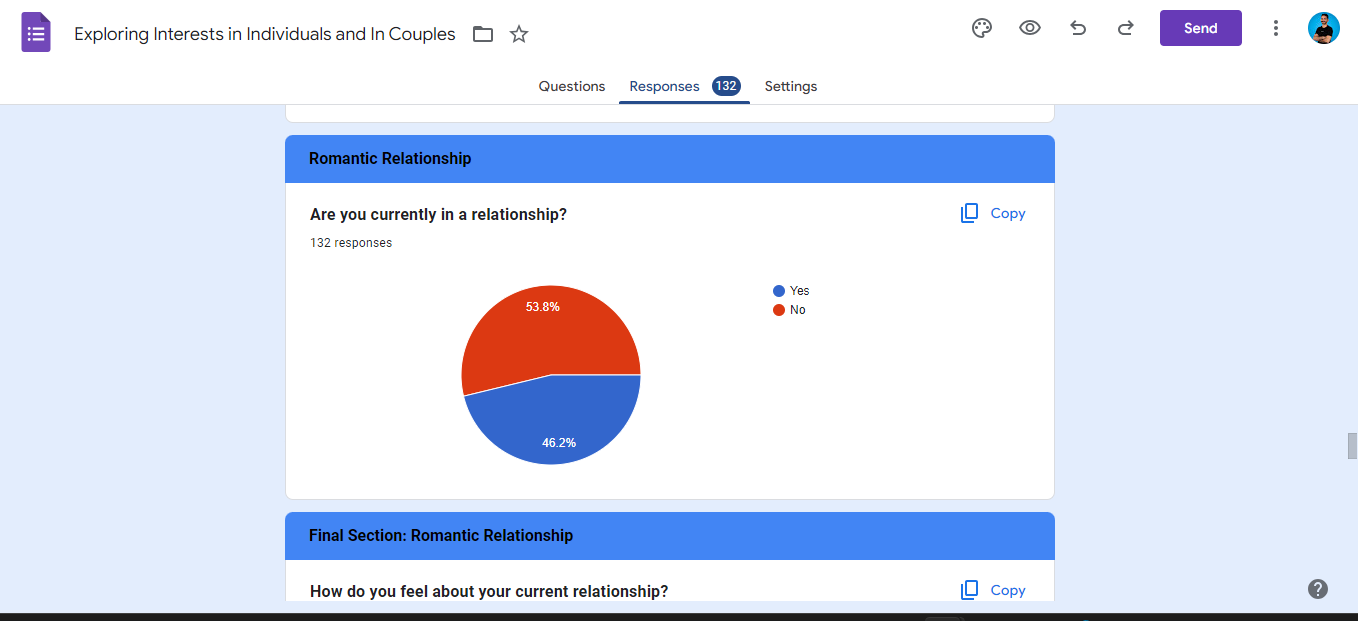 Exploring Interests in Individuals and In Couples
Send
Questions Responses 132 Settings
Romantic Relationship
Are you currently in a relationship?
Copy
132 responses
53.8%
46.2%
Yes
No
Final Section: Romantic Relationship
How do you feel about your current relationship?
Copy
?